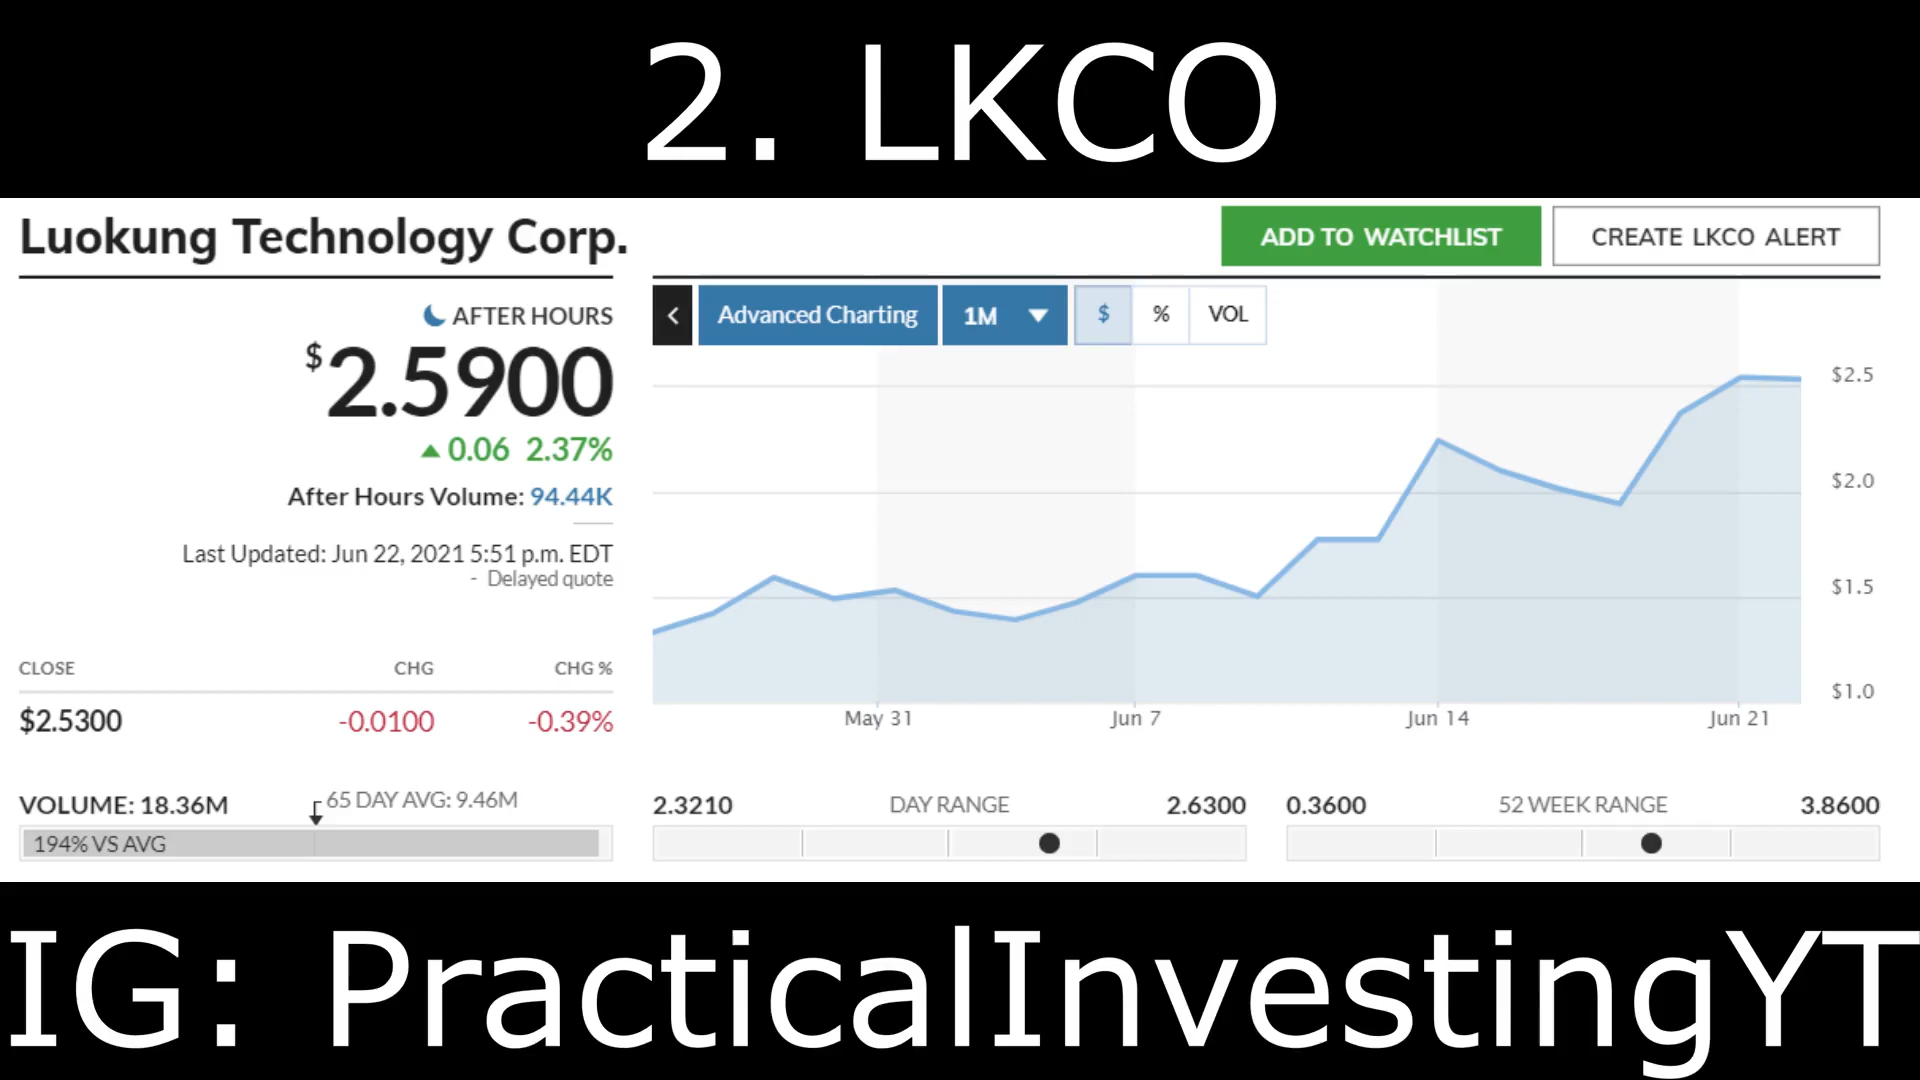 2. LKCO
Luokung Technology Corp.
ADD TO WATCHLIST
CREATE LKCO ALERT
AFTER HOURS
$2.5900
0.06 2.37%
After Hours Volume: 94.44K
Last Updated: Jun 22, 2021 5:51 p.m. EDT
- Delayed quote
CLOSE CHG CHG %
$2.5300 -0.0100 -0.39%
VOLUME: 18.36M 65 DAY AVG: 9.46M
194% VS AVG
< Advanced Charting 1M $ % VOL
$2.5
$2.0
$1.5
$1.0
May 31 Jun 7 Jun 14 Jun 21
2.3210 DAY RANGE 2.6300
0.3600 52 WEEK RANGE 3.8600
IG: PracticalInvestingYT